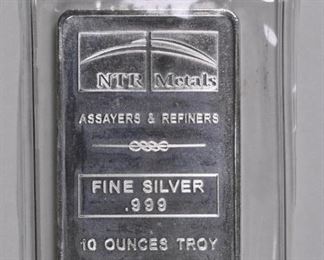 NTR Metals
ASSAYERS & REFINERS
FINE SILVER
.999
10 OUNCES TROY